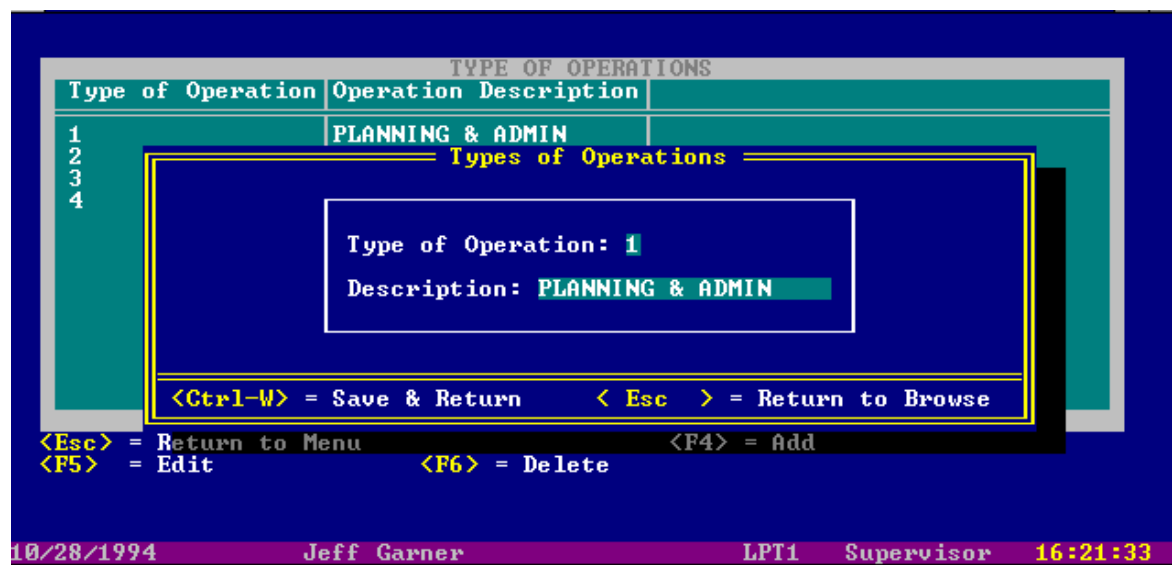 TYPE OF OPERATIONS
Type of Operation Operation Description
1 PLANNING & ADMIN
2
3
4
Types of Operations
Type of Operation: 1
Description: PLANNING & ADMIN
<Ctrl-W> = Save & Return < Esc > = Return to Browse
<Esc> = Return to Menu <F4> = Add
<F5> = Edit <F6> = Delete
10/28/1994 Jeff Garner LPT1 Supervisor 16:21:33